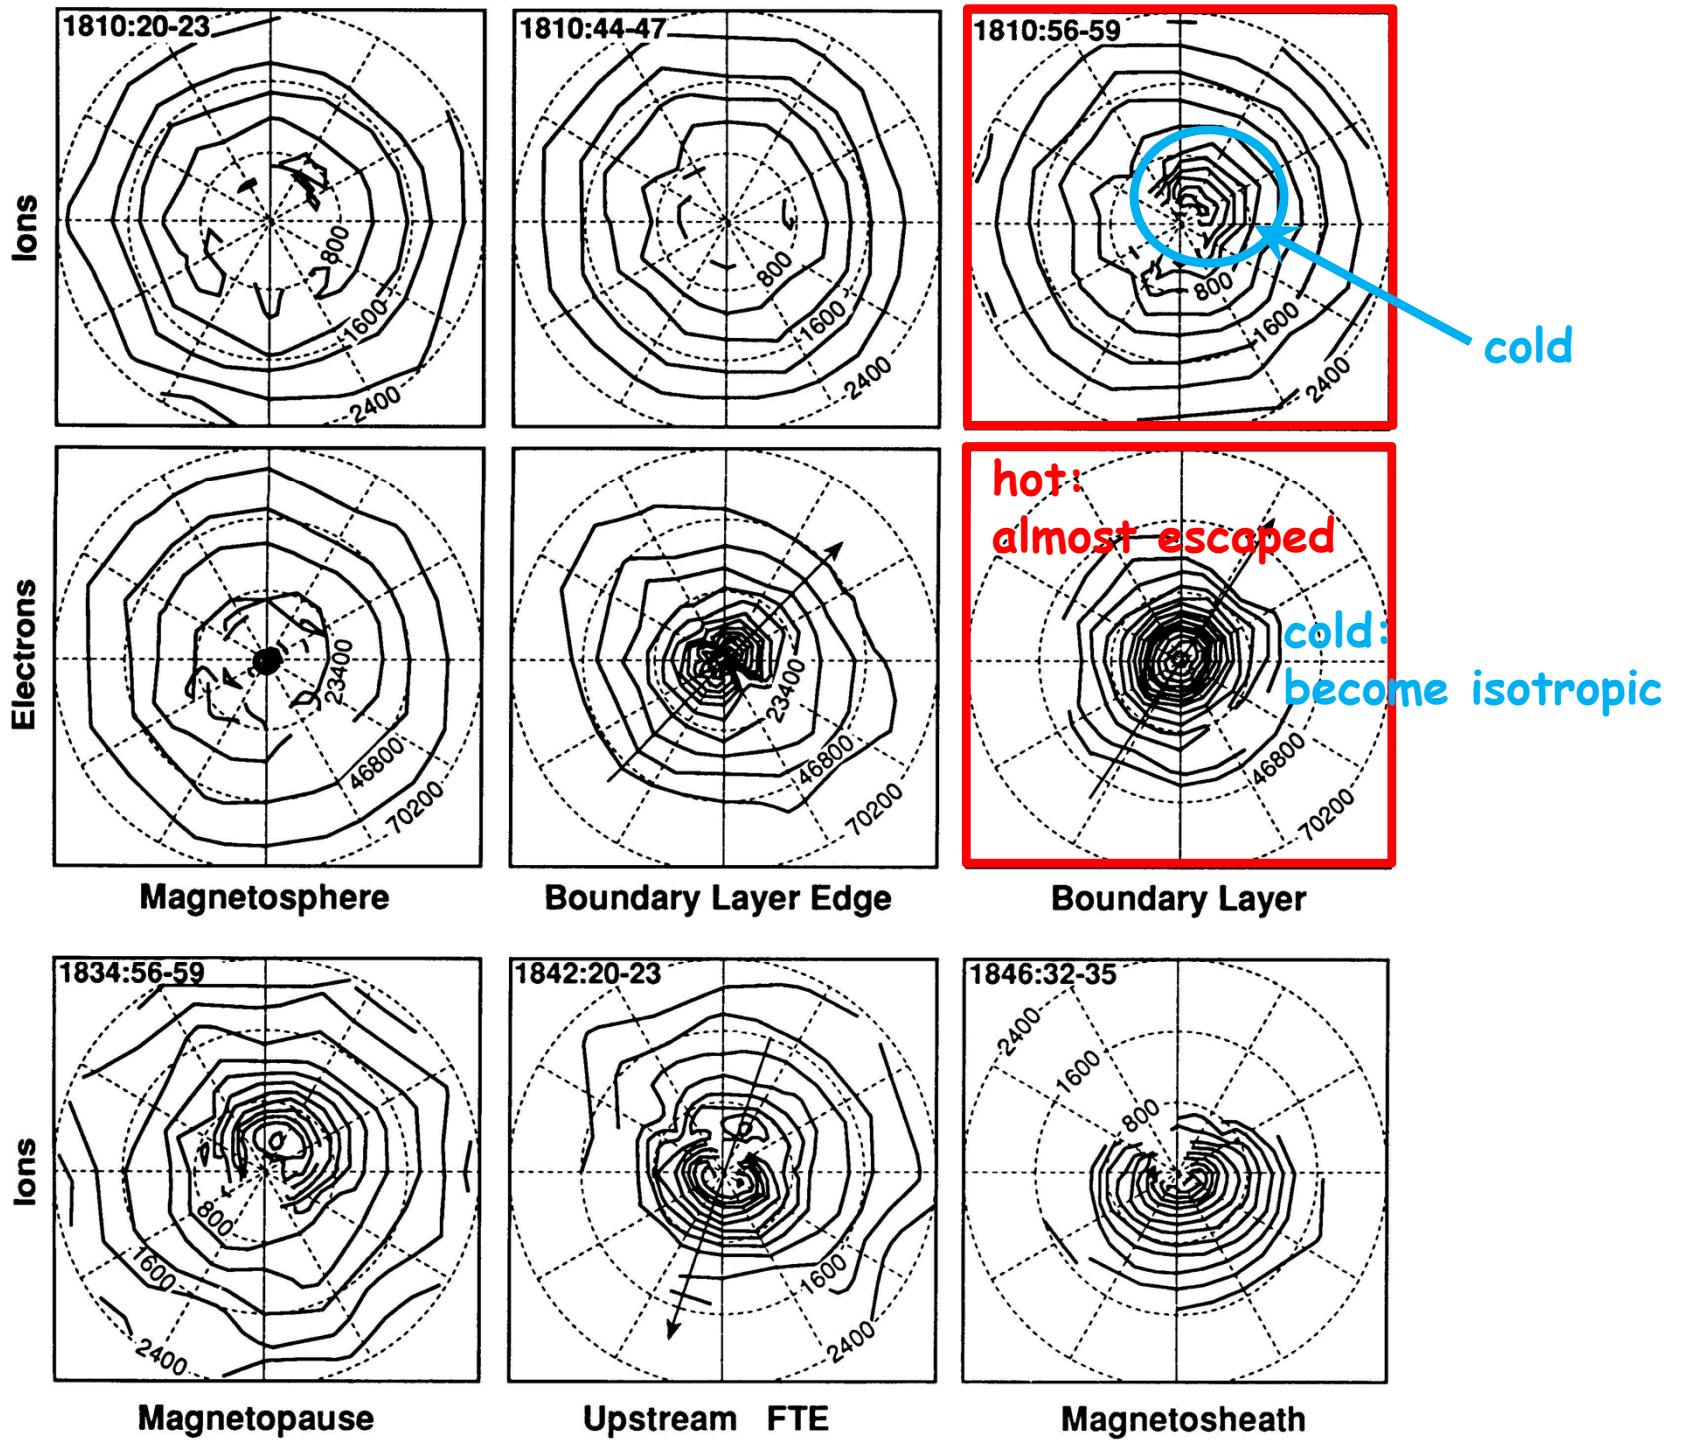 1810:20-23
1810:44-47
1810:56-59
Ions
800
1600
2400
800
1600
2400
800
1600
2400
cold
Electrons
23400
46800
70200
23400
46800
70200
hot:
almost escaped
cold:
become isotropic
46800
70200
Magnetosphere
Boundary Layer Edge
Boundary Layer
1834:56-59
1842:20-23
1846:32-35
Ions
800
1600
2400
1600
2400
2400
1600
800
Magnetopause
Upstream FTE
Magnetosheath